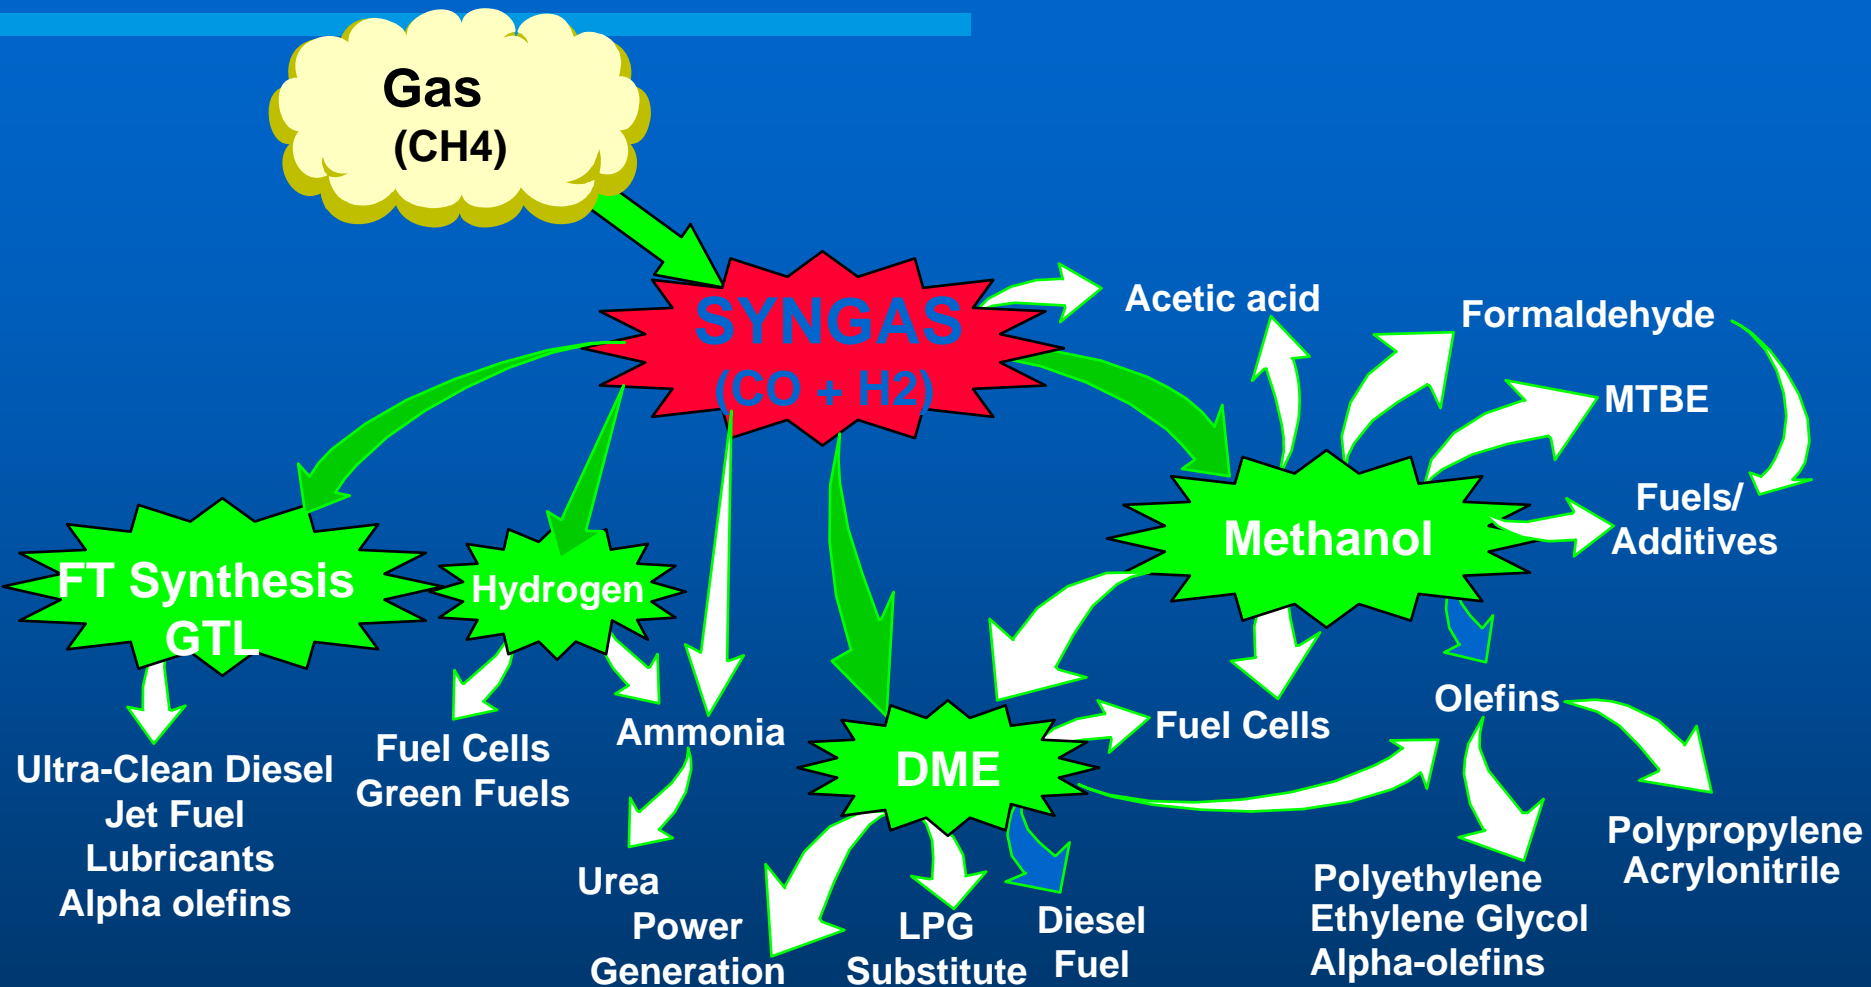 Gas
(CH4)
SYNGAS
(CO + H2)
Acetic acid
Formaldehyde
MTBE
Fuels/
Additives
Methanol
FT Synthesis
GTL
Hydrogen
Olefins
Ammonia
Fuel Cells
DME
Fuel Cells
Green Fuels
Ultra-Clean Diesel
Jet Fuel
Lubricants
Alpha olefins
Urea
Power
Generation
LPG
Substitute
Diesel
Fuel
Polyethylene
Ethylene Glycol
Alpha-olefins
Polypropylene
Acrylonitrile